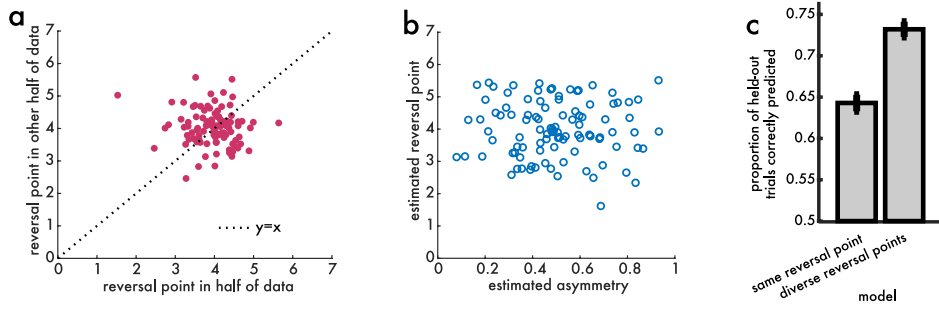 a
7
6
5
4
3
2
1
0
0 1 2 3 4 5 6 7
reversal point in other half of data
reversal point in half of data
y=x
b
7
6
5
4
3
2
1
0
0 0.2 0.4 0.6 0.8 1
estimated reversal point
estimated asymmetry
c
0.75
0.7
0.65
0.6
0.55
0.5
proportion of held-out
trials correctly predicted
same reversal point
diverse reversal points
model